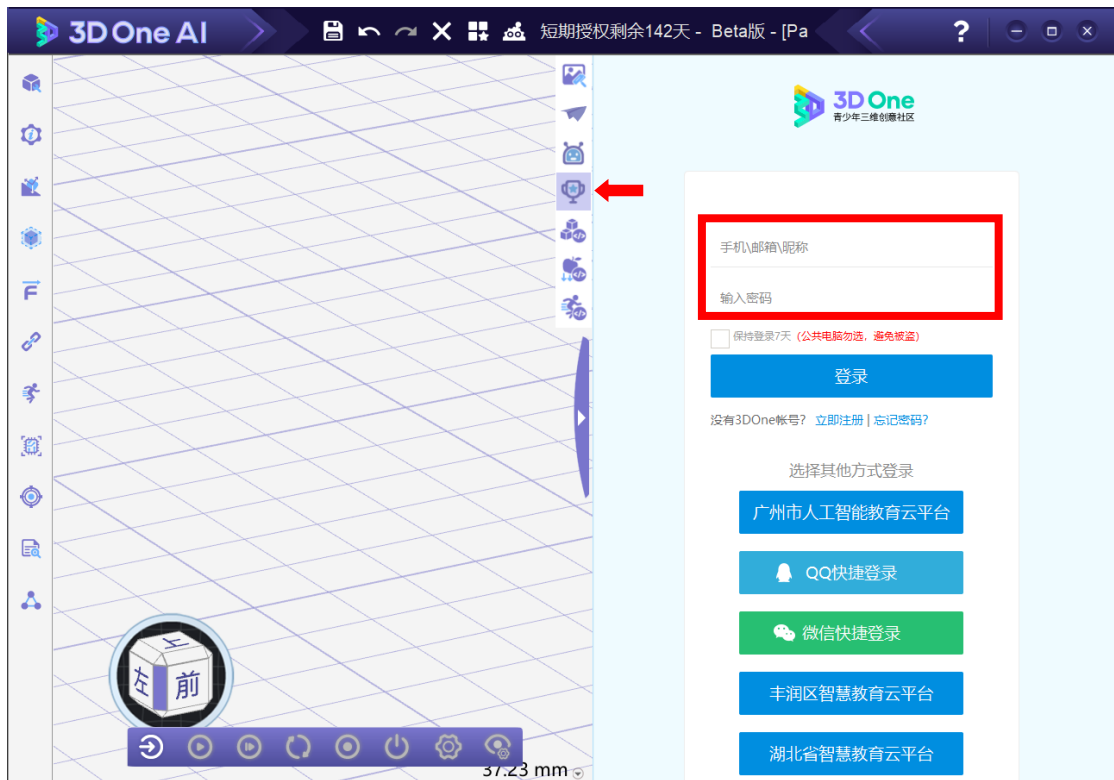 3D One AI
短期授权剩余142天 - Beta版 - [Pa
?
3D One
青少年三维创意社区
手机\邮箱\昵称
输入密码
保持登录7天 (公共电脑勿选，避免被盗)
登录
没有3DOne帐号? 立即注册 | 忘记密码?
选择其他方式登录
广州市人工智能教育云平台
QQ快捷登录
微信快捷登录
丰润区智慧教育云平台
湖北省智慧教育云平台
上
左
前
37.23 mm